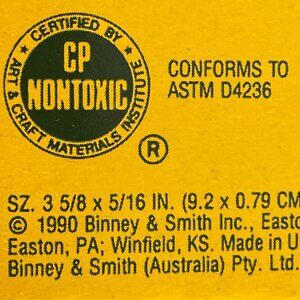 CERTIFIED BY
CP
NONTOXIC
ART & CRAFT MATERIALS INSTITUTE
®
CONFORMS TO
ASTM D4236
SZ. 3 5/8 x 5/16 IN. (9.2 x 0.79 CM
© 1990 Binney & Smith Inc., Easto
Easton, PA; Winfield, KS. Made in U
Binney & Smith (Australia) Pty. Ltd.